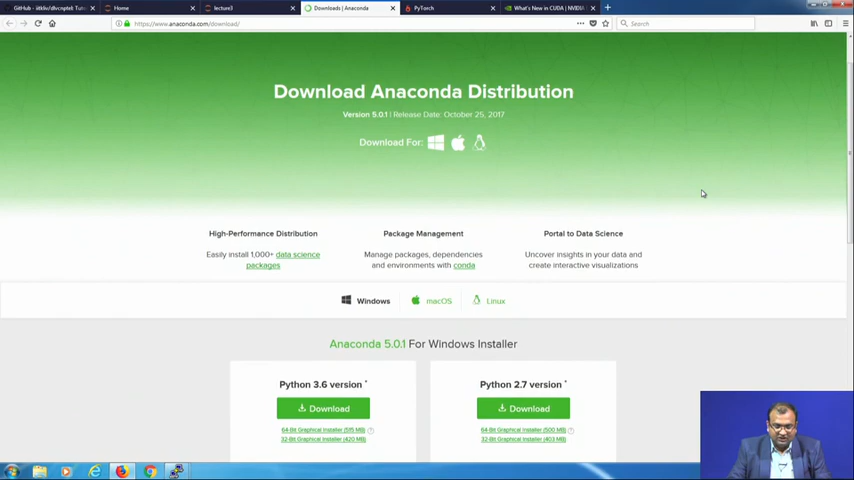 GitHub - iitkliv/dlvcnptel: Tuto
Home
lecture3
Downloads | Anaconda
PyTorch
What's New in CUDA | NVIDIA
https://www.anaconda.com/download/
Search
Download Anaconda Distribution
Version 5.0.1 | Release Date: October 25, 2017
Download For:
High-Performance Distribution
Package Management
Portal to Data Science
Easily install 1,000+ data science packages
Manage packages, dependencies and environments with conda
Uncover insights in your data and create interactive visualizations
Windows
macOS
Linux
Anaconda 5.0.1 For Windows Installer
Python 3.6 version *
Python 2.7 version *
Download
Download
64-Bit Graphical Installer (515 MB)
64-Bit Graphical Installer (500 MB)
32-Bit Graphical Installer (420 MB)
32-Bit Graphical Installer (403 MB)